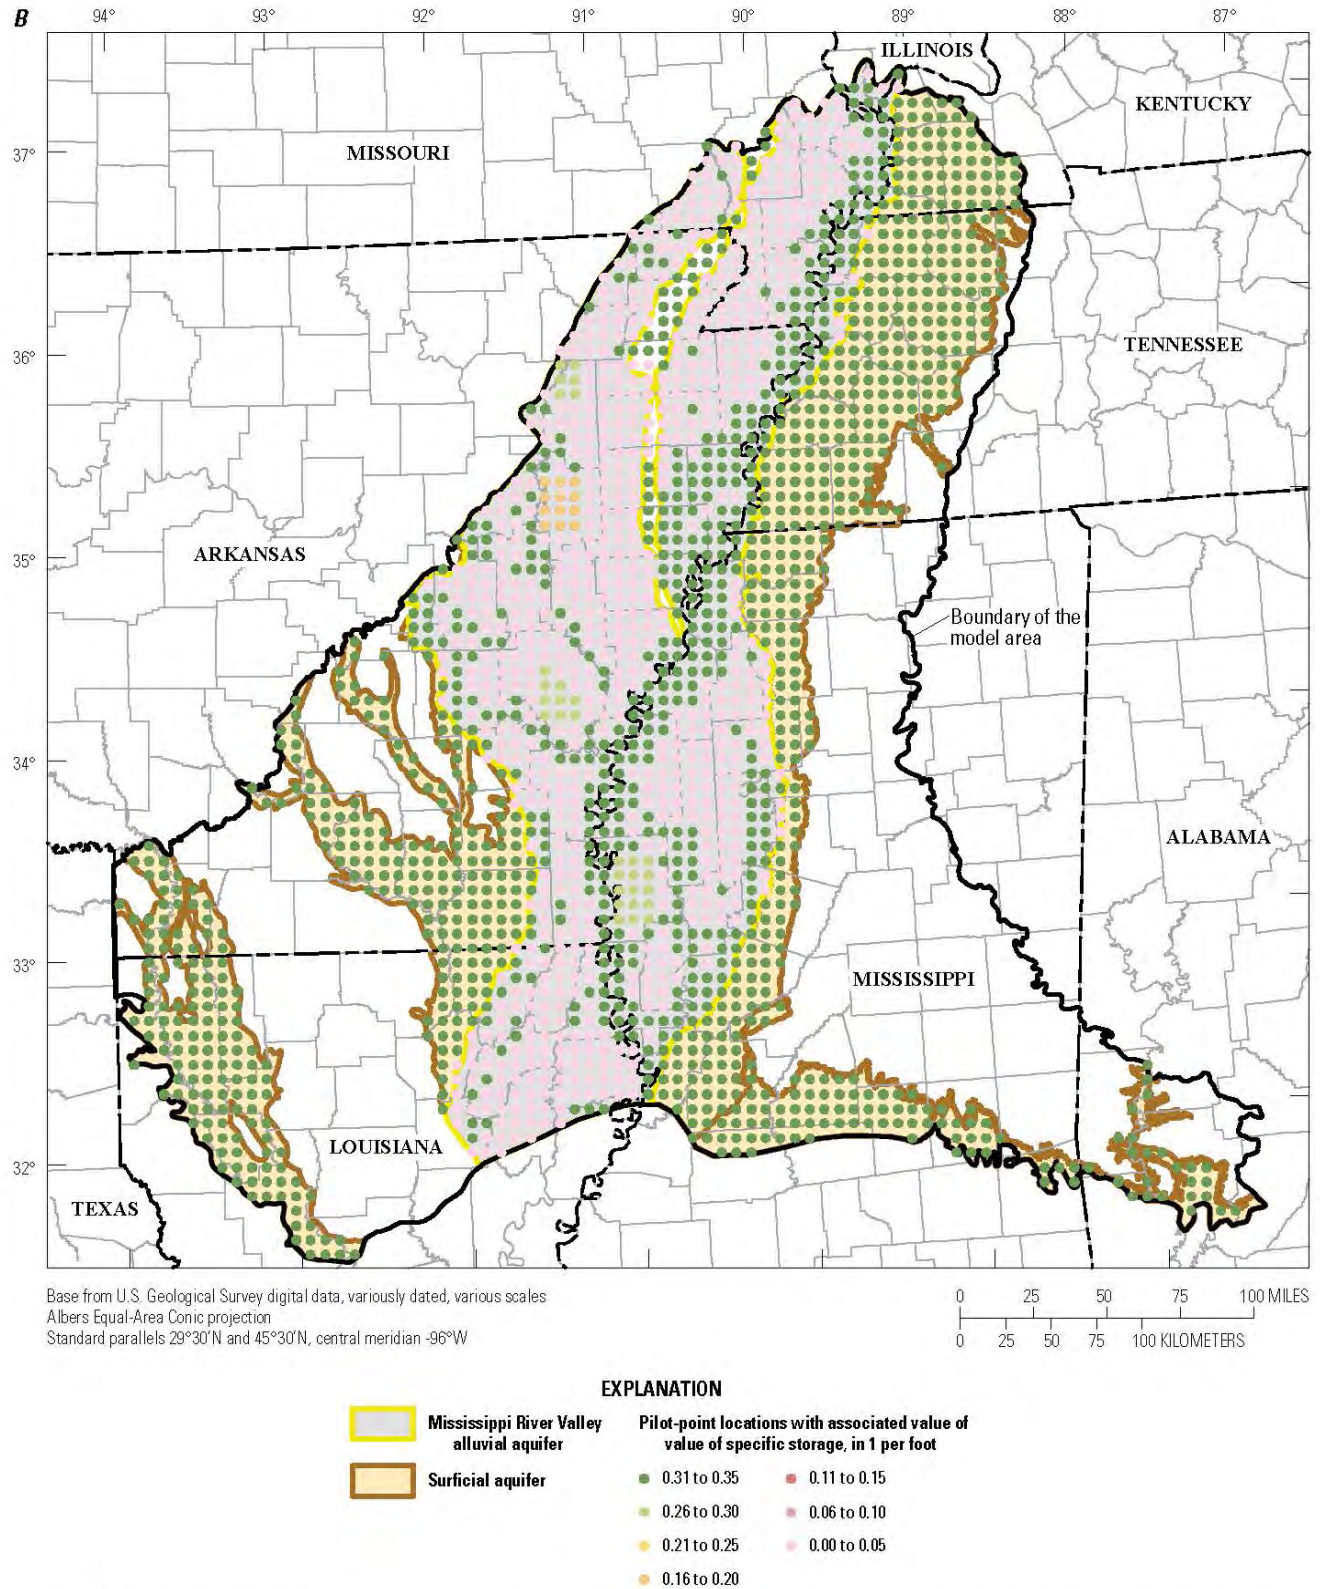 B
94° 93° 92° 91° 90° 89° 88° 87°
ILLINOIS
KENTUCKY
MISSOURI
37°
TENNESSEE
36°
ARKANSAS
35°
Boundary of the
model area
34°
ALABAMA
33°
MISSISSIPPI
LOUISIANA
32°
TEXAS
Base from U.S. Geological Survey digital data, variously dated, various scales
Albers Equal-Area Conic projection
Standard parallels 29°30'N and 45°30'N, central meridian -96°W
0 25 50 75 100 MILES
0 25 50 75 100 KILOMETERS
EXPLANATION
Mississippi River Valley
alluvial aquifer
Surficial aquifer
Pilot-point locations with associated value of
value of specific storage, in 1 per foot
0.31 to 0.35
0.26 to 0.30
0.21 to 0.25
0.16 to 0.20
0.11 to 0.15
0.06 to 0.10
0.00 to 0.05